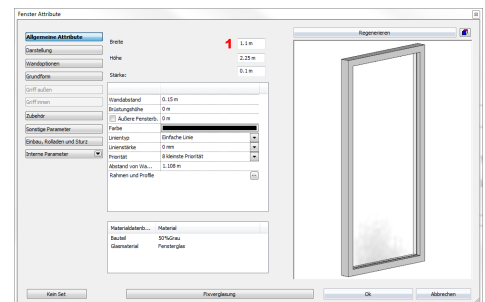 Fenster Attribute
Allgemeine Attribute
Darstellung
Wandoptionen
Grundform
Griff außen
Griff innen
Zubehör
Sonstige Parameter
Einbau, Rolladen und Sturz
Interne Parameter
Breite 1 1.1 m
Höhe 2.25 m
Stärke: 0.1 m
Wandabstand 0.15 m
Brüstungshöhe 0 m
Äußere Fensterb. 0 m
Farbe
Linientyp Einfache Linie
Linienstärke 0 mm
Priorität 8 kleinste Priorität
Abstand von Wa... 1.108 m
Rahmen und Profile ...
Materialdatenb... Material
Bauteil 50%Grau
Glasmaterial Fensterglas
Regenerieren
Kein Set
Fixverglasung
Ok
Abbrechen